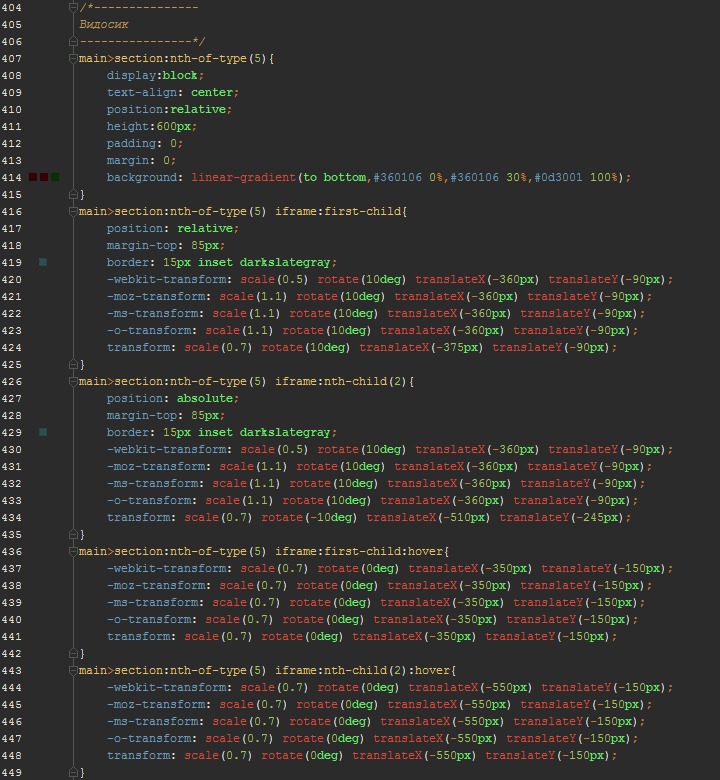 404 /*---------------
405 Видосик
406 ----------------*/
407 main>section:nth-of-type(5){
408 display:block;
409 text-align: center;
410 position:relative;
411 height:600px;
412 padding: 0;
413 margin: 0;
414 background: linear-gradient(to bottom,#360106 0%,#360106 30%,#0d3001 100%);
415 }
416 main>section:nth-of-type(5) iframe:first-child{
417 position: relative;
418 margin-top: 85px;
419 border: 15px inset darkslategray;
420 -webkit-transform: scale(0.5) rotate(10deg) translateX(-360px) translateY(-90px);
421 -moz-transform: scale(1.1) rotate(10deg) translateX(-360px) translateY(-90px);
422 -ms-transform: scale(1.1) rotate(10deg) translateX(-360px) translateY(-90px);
423 -o-transform: scale(1.1) rotate(10deg) translateX(-360px) translateY(-90px);
424 transform: scale(0.7) rotate(10deg) translateX(-375px) translateY(-90px);
425 }
426 main>section:nth-of-type(5) iframe:nth-child(2){
427 position: absolute;
428 margin-top: 85px;
429 border: 15px inset darkslategray;
430 -webkit-transform: scale(0.5) rotate(10deg) translateX(-360px) translateY(-90px);
431 -moz-transform: scale(1.1) rotate(10deg) translateX(-360px) translateY(-90px);
432 -ms-transform: scale(1.1) rotate(10deg) translateX(-360px) translateY(-90px);
433 -o-transform: scale(1.1) rotate(10deg) translateX(-360px) translateY(-90px);
434 transform: scale(0.7) rotate(-10deg) translateX(-510px) translateY(-245px);
435 }
436 main>section:nth-of-type(5) iframe:first-child:hover{
437 -webkit-transform: scale(0.7) rotate(0deg) translateX(-350px) translateY(-150px);
438 -moz-transform: scale(0.7) rotate(0deg) translateX(-350px) translateY(-150px);
439 -ms-transform: scale(0.7) rotate(0deg) translateX(-350px) translateY(-150px);
440 -o-transform: scale(0.7) rotate(0deg) translateX(-350px) translateY(-150px);
441 transform: scale(0.7) rotate(0deg) translateX(-350px) translateY(-150px);
442 }
443 main>section:nth-of-type(5) iframe:nth-child(2):hover{
444 -webkit-transform: scale(0.7) rotate(0deg) translateX(-550px) translateY(-150px);
445 -moz-transform: scale(0.7) rotate(0deg) translateX(-550px) translateY(-150px);
446 -ms-transform: scale(0.7) rotate(0deg) translateX(-550px) translateY(-150px);
447 -o-transform: scale(0.7) rotate(0deg) translateX(-550px) translateY(-150px);
448 transform: scale(0.7) rotate(0deg) translateX(-550px) translateY(-150px);
449 }